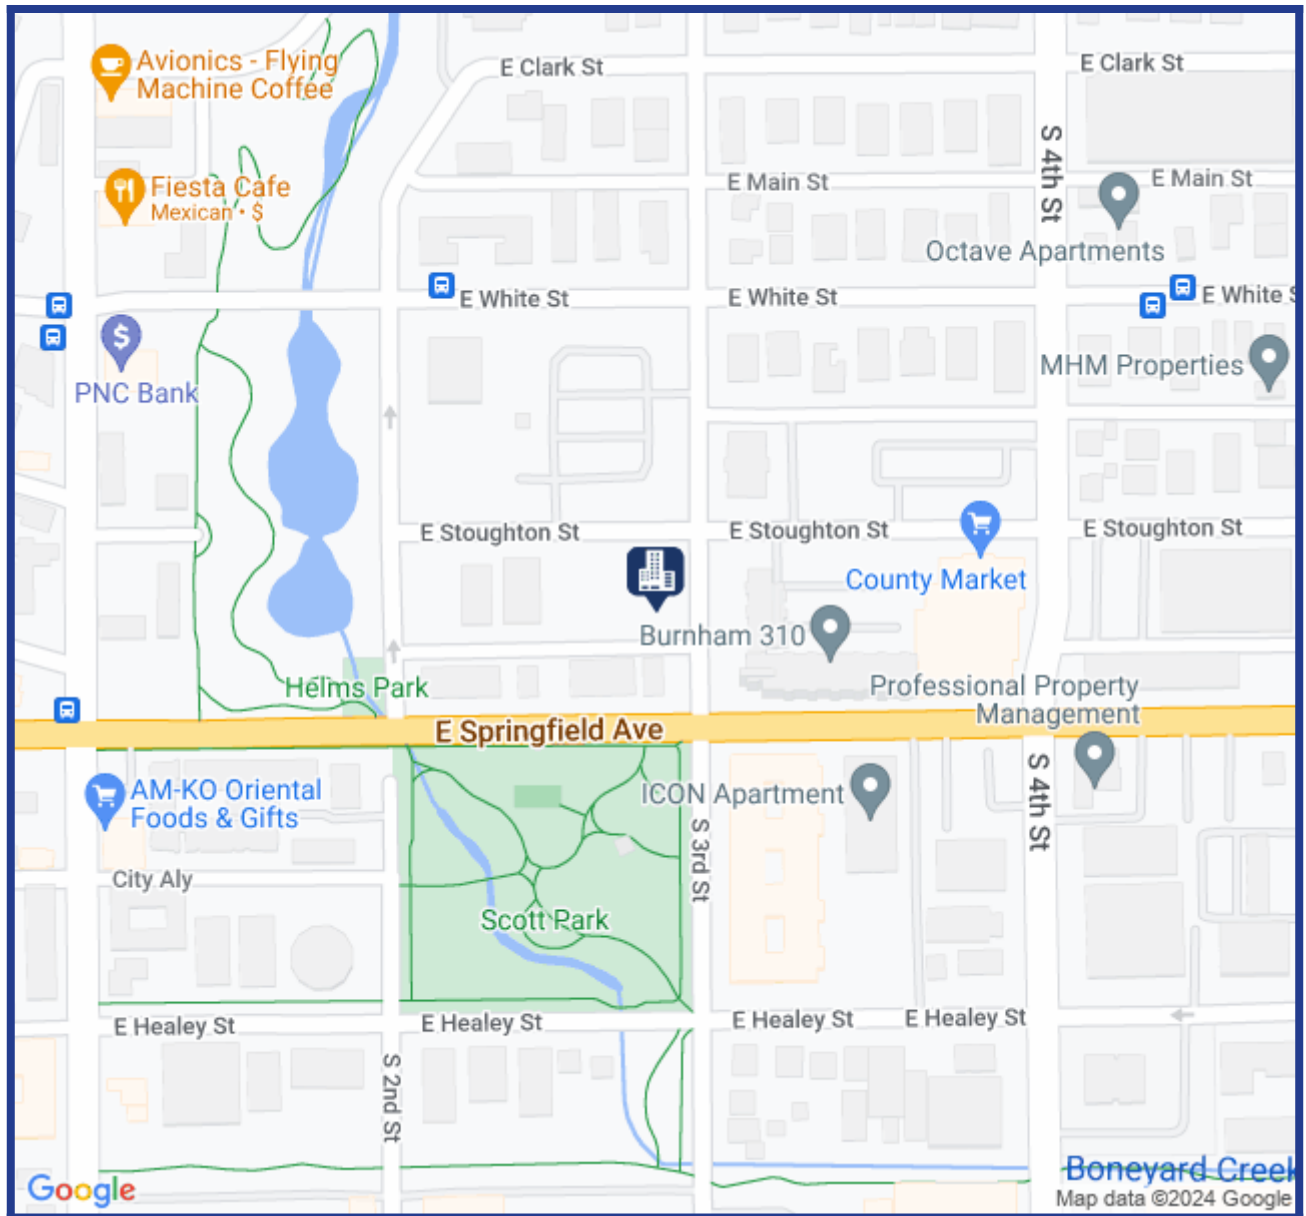 Avionics - Flying
Machine Coffee
E Clark St
E Clark St
S 4th St
E Main St
E Main St
Fiesta Cafe
Mexican • $
Octave Apartments
E White St
E White St
E White S
$
PNC Bank
MHM Properties
E Stoughton St
E Stoughton St
E Stoughton St
County Market
Burnham 310
Helms Park
Professional Property
Management
E Springfield Ave
AM-KO Oriental
Foods & Gifts
ICON Apartment
S 4th St
S 3rd St
City Aly
Scott Park
E Healey St
E Healey St
E Healey St
E Healey St
S 2nd St
Boneyard Creek
Google
Map data ©2024 Google